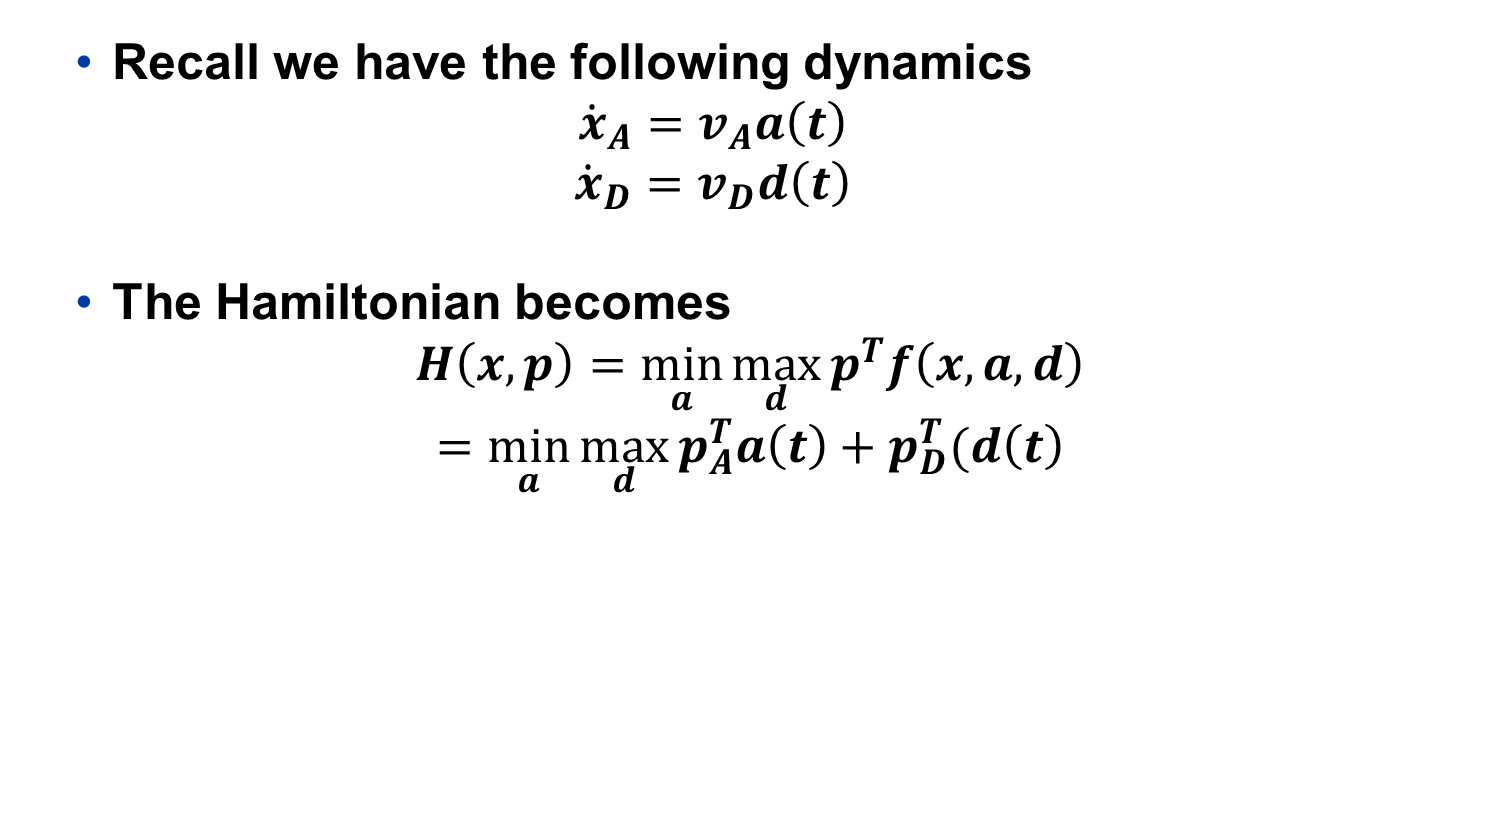 • Recall we have the following dynamics
ẋ_A = v_A a(t)
ẋ_D = v_D d(t)
• The Hamiltonian becomes
H(x, p) = min_a max_d p^T f(x, a, d)
= min_a max_d p_A^T a(t) + p_D^T (d(t)